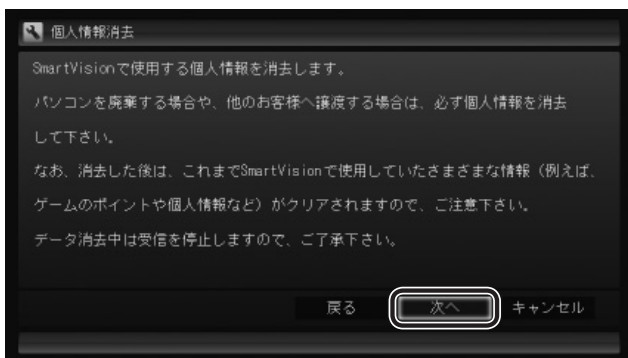 個人情報消去
SmartVisionで使用する個人情報を消去します。
パソコンを廃棄する場合や、他のお客様へ譲渡する場合は、必ず個人情報を消去
して下さい。
なお、消去した後は、これまでSmartVisionで使用していたさまざまな情報（例えば、
ゲームのポイントや個人情報など）がクリアされますので、ご注意下さい。
データ消去中は受信を停止しますので、ご了承下さい。
戻る 次へ キャンセル